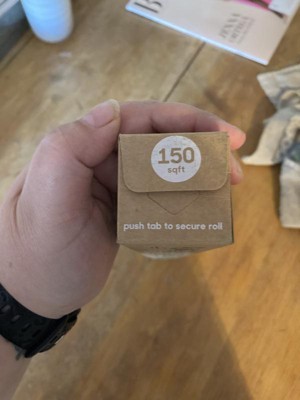 150
sqft
push tab to secure roll